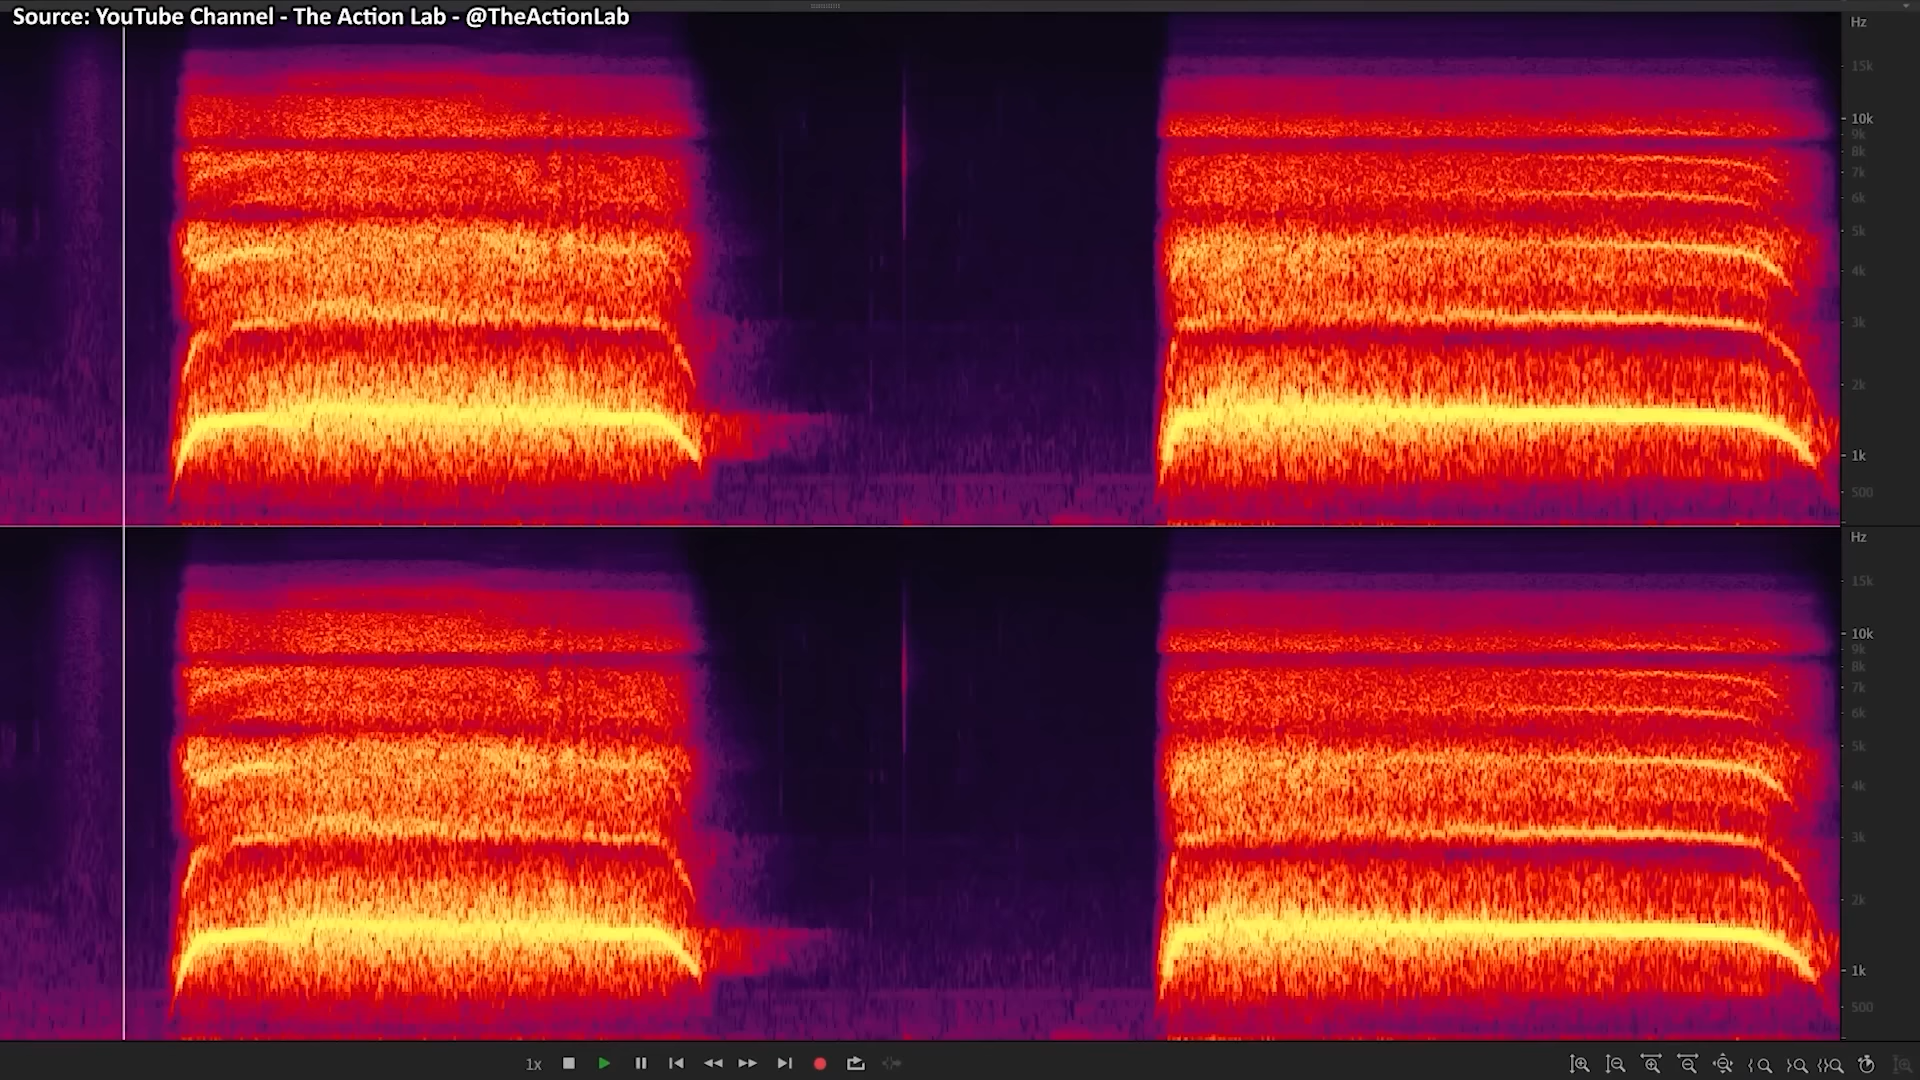 Source: YouTube Channel - The Action Lab - @TheActionLab
Hz
15k
10k
9k
8k
7k
6k
5k
4k
3k
2k
1k
500
Hz
15k
10k
9k
8k
7k
6k
5k
4k
3k
2k
1k
500
1x